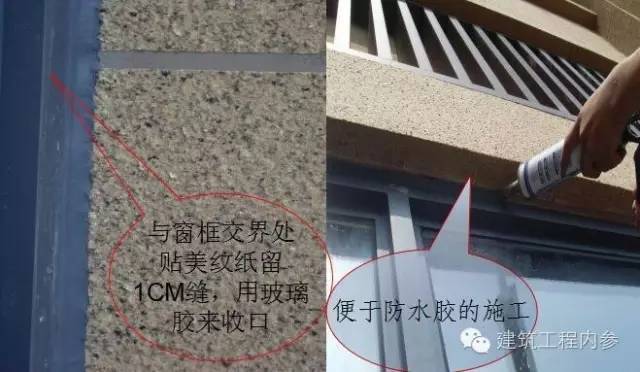 与窗框交界处
贴美纹纸留
1CM缝，用玻璃
胶来收口
便于防水胶的施工
建筑工程内参